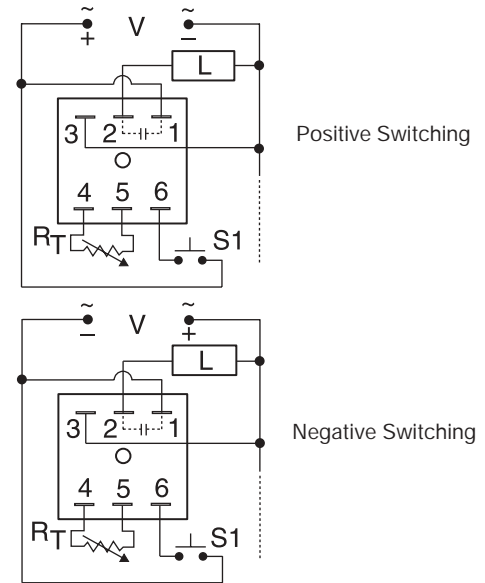 ~ V ~
+ −
L
3 2 1
4 5 6
RT S1
Positive Switching
~ V ~
− +
L
3 2 1
4 5 6
RT S1
Negative Switching